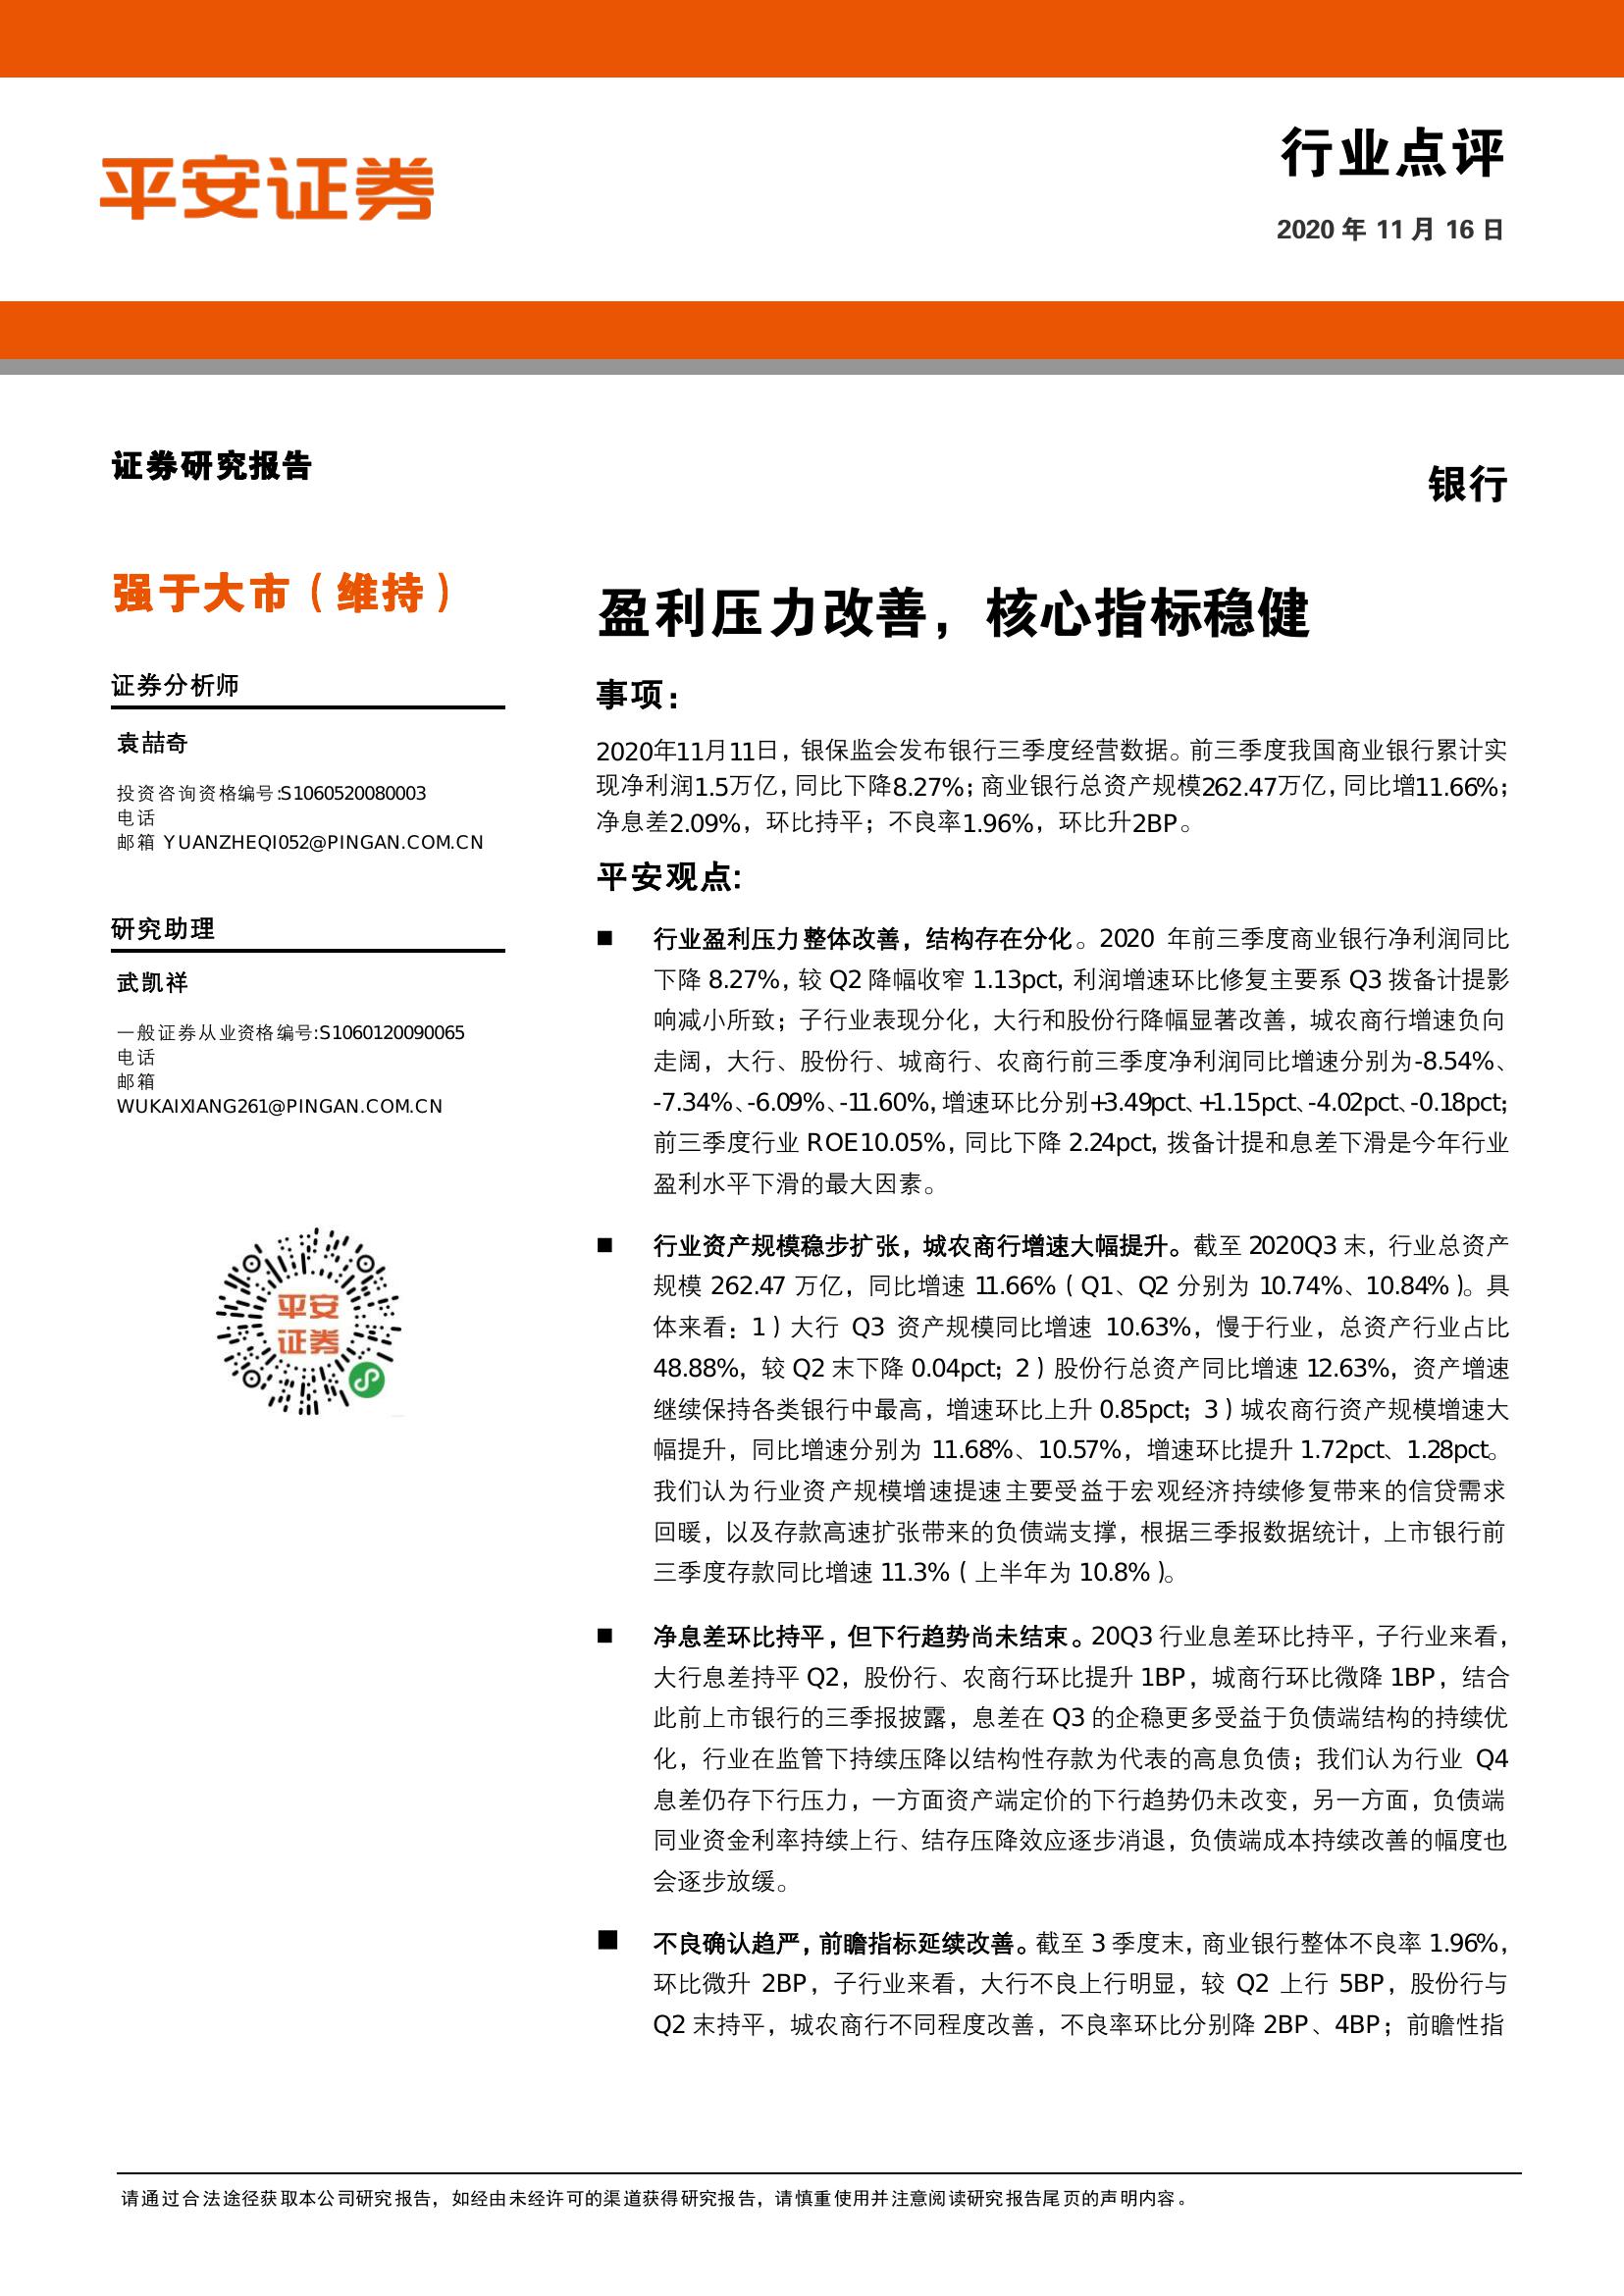 平安证券
行业点评
2020 年 11 月 16 日
证券研究报告
银行
强于大市（维持）
证券分析师
袁喆奇
投资咨询资格编号:S1060520080003
电话
邮箱 YUANZHEQI052@PINGAN.COM.CN
研究助理
武凯祥
一般证券从业资格编号:S1060120090065
电话
邮箱
WUKAIXIANG261@PINGAN.COM.CN
平安
证券
盈利压力改善，核心指标稳健
事项：
2020年11月11日，银保监会发布银行三季度经营数据。前三季度我国商业银行累计实
现净利润1.5万亿，同比下降8.27%；商业银行总资产规模262.47万亿，同比增11.66%；
净息差2.09%，环比持平；不良率1.96%，环比升2BP。
平安观点:
■ 行业盈利压力整体改善，结构存在分化。2020 年前三季度商业银行净利润同比
下降 8.27%，较 Q2 降幅收窄 1.13pct，利润增速环比修复主要系 Q3 拨备计提影
响减小所致；子行业表现分化，大行和股份行降幅显著改善，城农商行增速负向
走阔，大行、股份行、城商行、农商行前三季度净利润同比增速分别为-8.54%、
-7.34%、-6.09%、-11.60%，增速环比分别+3.49pct、+1.15pct、-4.02pct、-0.18pct；
前三季度行业 ROE10.05%，同比下降 2.24pct，拨备计提和息差下滑是今年行业
盈利水平下滑的最大因素。
■ 行业资产规模稳步扩张，城农商行增速大幅提升。截至 2020Q3 末，行业总资产
规模 262.47 万亿，同比增速 11.66%（Q1、Q2 分别为 10.74%、10.84%）。具
体来看：1）大行 Q3 资产规模同比增速 10.63%，慢于行业，总资产行业占比
48.88%，较 Q2 末下降 0.04pct；2）股份行总资产同比增速 12.63%，资产增速
继续保持各类银行中最高，增速环比上升 0.85pct；3）城农商行资产规模增速大
幅提升，同比增速分别为 11.68%、10.57%，增速环比提升 1.72pct、1.28pct。
我们认为行业资产规模增速提速主要受益于宏观经济持续修复带来的信贷需求
回暖，以及存款高速扩张带来的负债端支撑，根据三季报数据统计，上市银行前
三季度存款同比增速 11.3%（上半年为 10.8%）。
■ 净息差环比持平，但下行趋势尚未结束。20Q3 行业息差环比持平，子行业来看，
大行息差持平 Q2，股份行、农商行环比提升 1BP，城商行环比微降 1BP，结合
此前上市银行的三季报披露，息差在 Q3 的企稳更多受益于负债端结构的持续优
化，行业在监管下持续压降以结构性存款为代表的高息负债；我们认为行业 Q4
息差仍存下行压力，一方面资产端定价的下行趋势仍未改变，另一方面，负债端
同业资金利率持续上行、结存压降效应逐步消退，负债端成本持续改善的幅度也
会逐步放缓。
■ 不良确认趋严，前瞻指标延续改善。截至 3 季度末，商业银行整体不良率 1.96%，
环比微升 2BP，子行业来看，大行不良上行明显，较 Q2 上行 5BP，股份行与
Q2 末持平，城农商行不同程度改善，不良率环比分别降 2BP、4BP；前瞻性指
请通过合法途径获取本公司研究报告，如经由未经许可的渠道获得研究报告，请慎重使用并注意阅读研究报告尾页的声明内容。